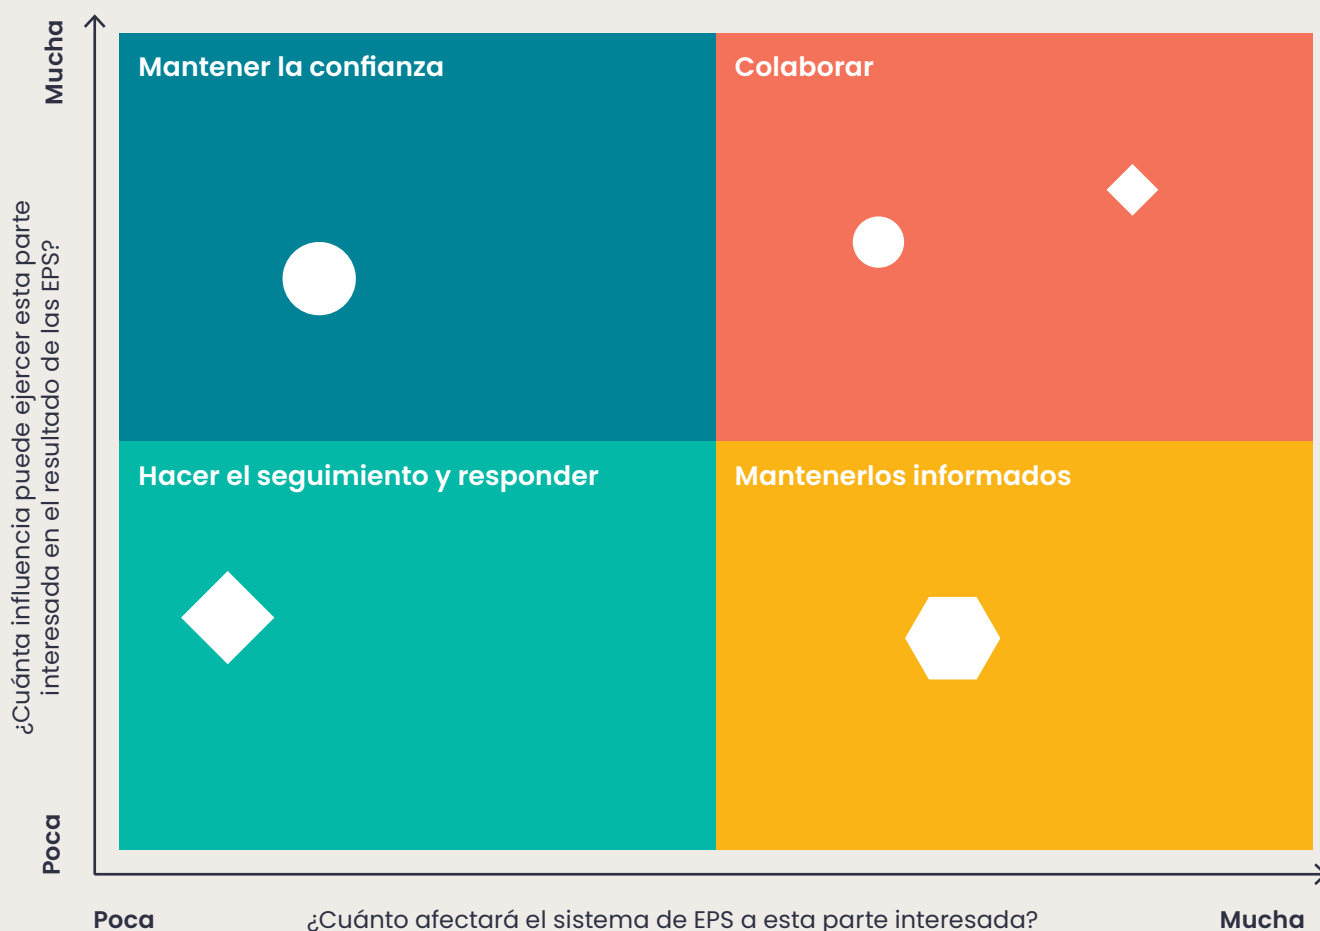 Mucha
Mantener la confianza
Colaborar
¿Cuánta influencia puede ejercer esta parte
interesada en el resultado de las EPS?
Hacer el seguimiento y responder
Mantenerlos informados
Poca
Poca
¿Cuánto afectará el sistema de EPS a esta parte interesada?
Mucha